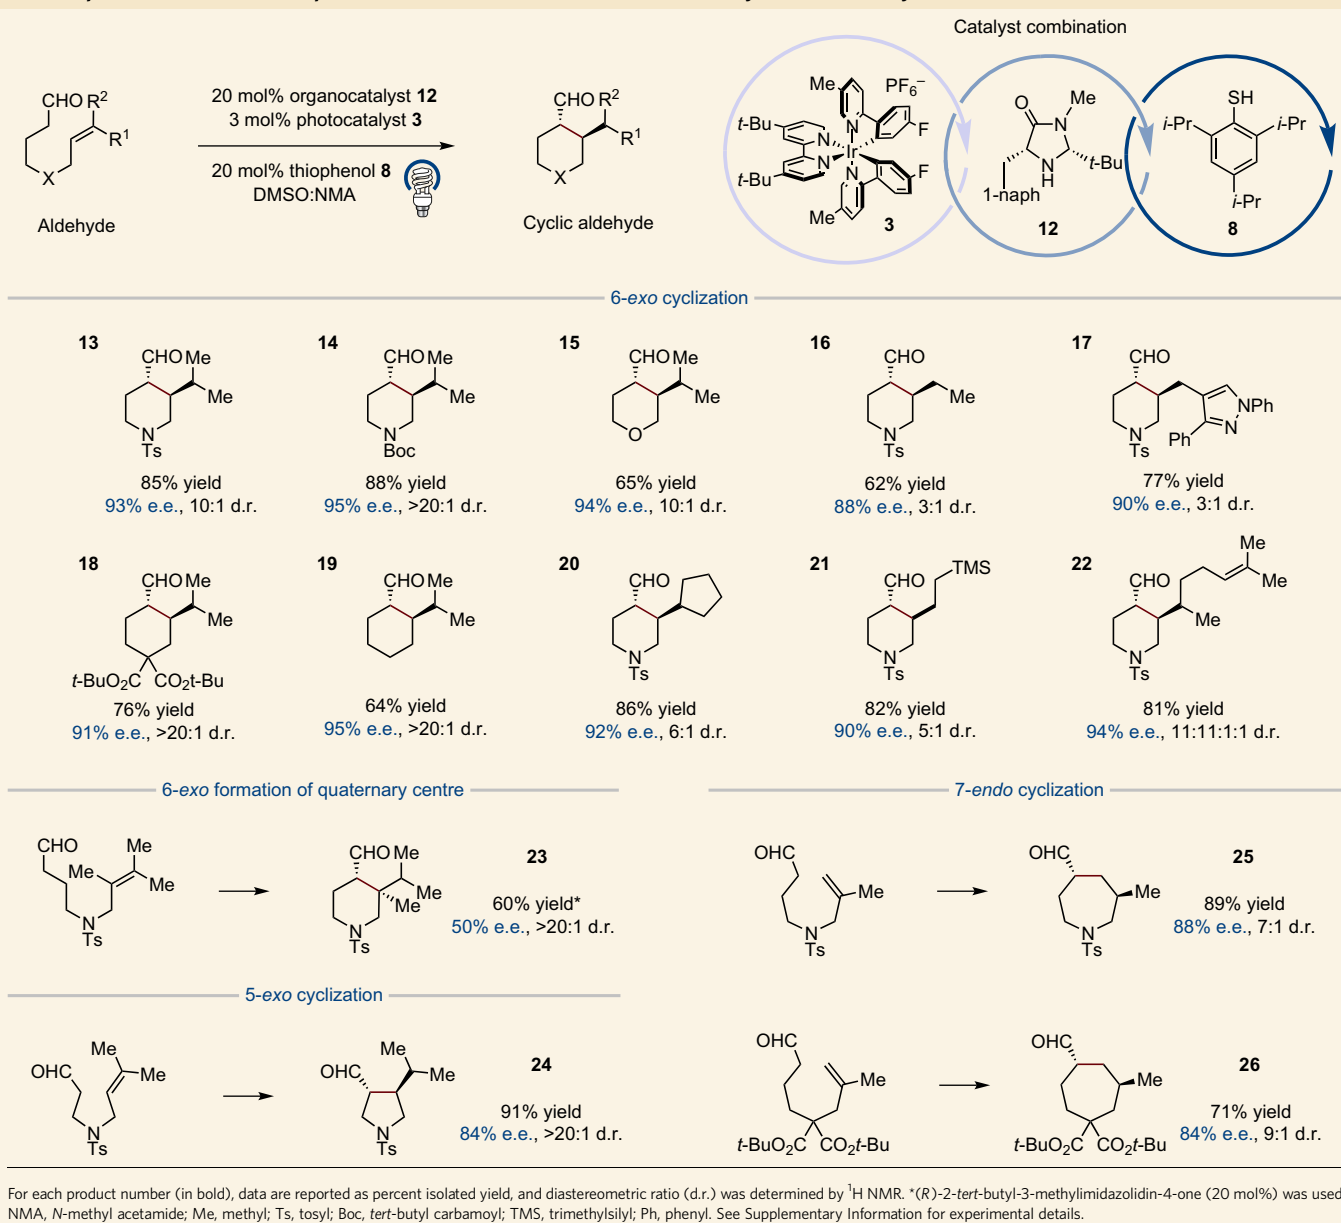 Catalyst combination
CHO R² R¹ X
Aldehyde
20 mol% organocatalyst 12
3 mol% photocatalyst 3
20 mol% thiophenol 8
DMSO:NMA
CHO R² R¹ X
Cyclic aldehyde
Me PF₆⁻ t-Bu N N Ir N N F F t-Bu Me
3
O Me N t-Bu N H 1-naph
12
SH i-Pr i-Pr i-Pr
8
6-exo cyclization
13
CHO Me Me N Ts
85% yield
93% e.e., 10:1 d.r.
14
CHO Me Me N Boc
88% yield
95% e.e., >20:1 d.r.
15
CHO Me Me O
65% yield
94% e.e., 10:1 d.r.
16
CHO Me N Ts
62% yield
88% e.e., 3:1 d.r.
17
CHO NPh N Ph N Ts
77% yield
90% e.e., 3:1 d.r.
18
CHO Me Me t-BuO₂C CO₂t-Bu
76% yield
91% e.e., >20:1 d.r.
19
CHO Me Me
64% yield
95% e.e., >20:1 d.r.
20
CHO N Ts
86% yield
92% e.e., 6:1 d.r.
21
CHO TMS N Ts
82% yield
90% e.e., 5:1 d.r.
22
CHO Me Me Me N Ts
81% yield
94% e.e., 11:11:1:1 d.r.
6-exo formation of quaternary centre
CHO Me Me Me N Ts
CHO Me Me Me N Ts
23
60% yield*
50% e.e., >20:1 d.r.
7-endo cyclization
OHC Me N Ts
OHC Me N Ts
25
89% yield
88% e.e., 7:1 d.r.
5-exo cyclization
OHC Me Me N Ts
OHC Me Me N Ts
24
91% yield
84% e.e., >20:1 d.r.
OHC Me t-BuO₂C CO₂t-Bu
OHC Me t-BuO₂C CO₂t-Bu
26
71% yield
84% e.e., 9:1 d.r.
For each product number (in bold), data are reported as percent isolated yield, and diastereometric ratio (d.r.) was determined by ¹H NMR. *(R)-2-tert-butyl-3-methylimidazolidin-4-one (20 mol%) was used
NMA, N-methyl acetamide; Me, methyl; Ts, tosyl; Boc, tert-butyl carbamoyl; TMS, trimethylsilyl; Ph, phenyl. See Supplementary Information for experimental details.